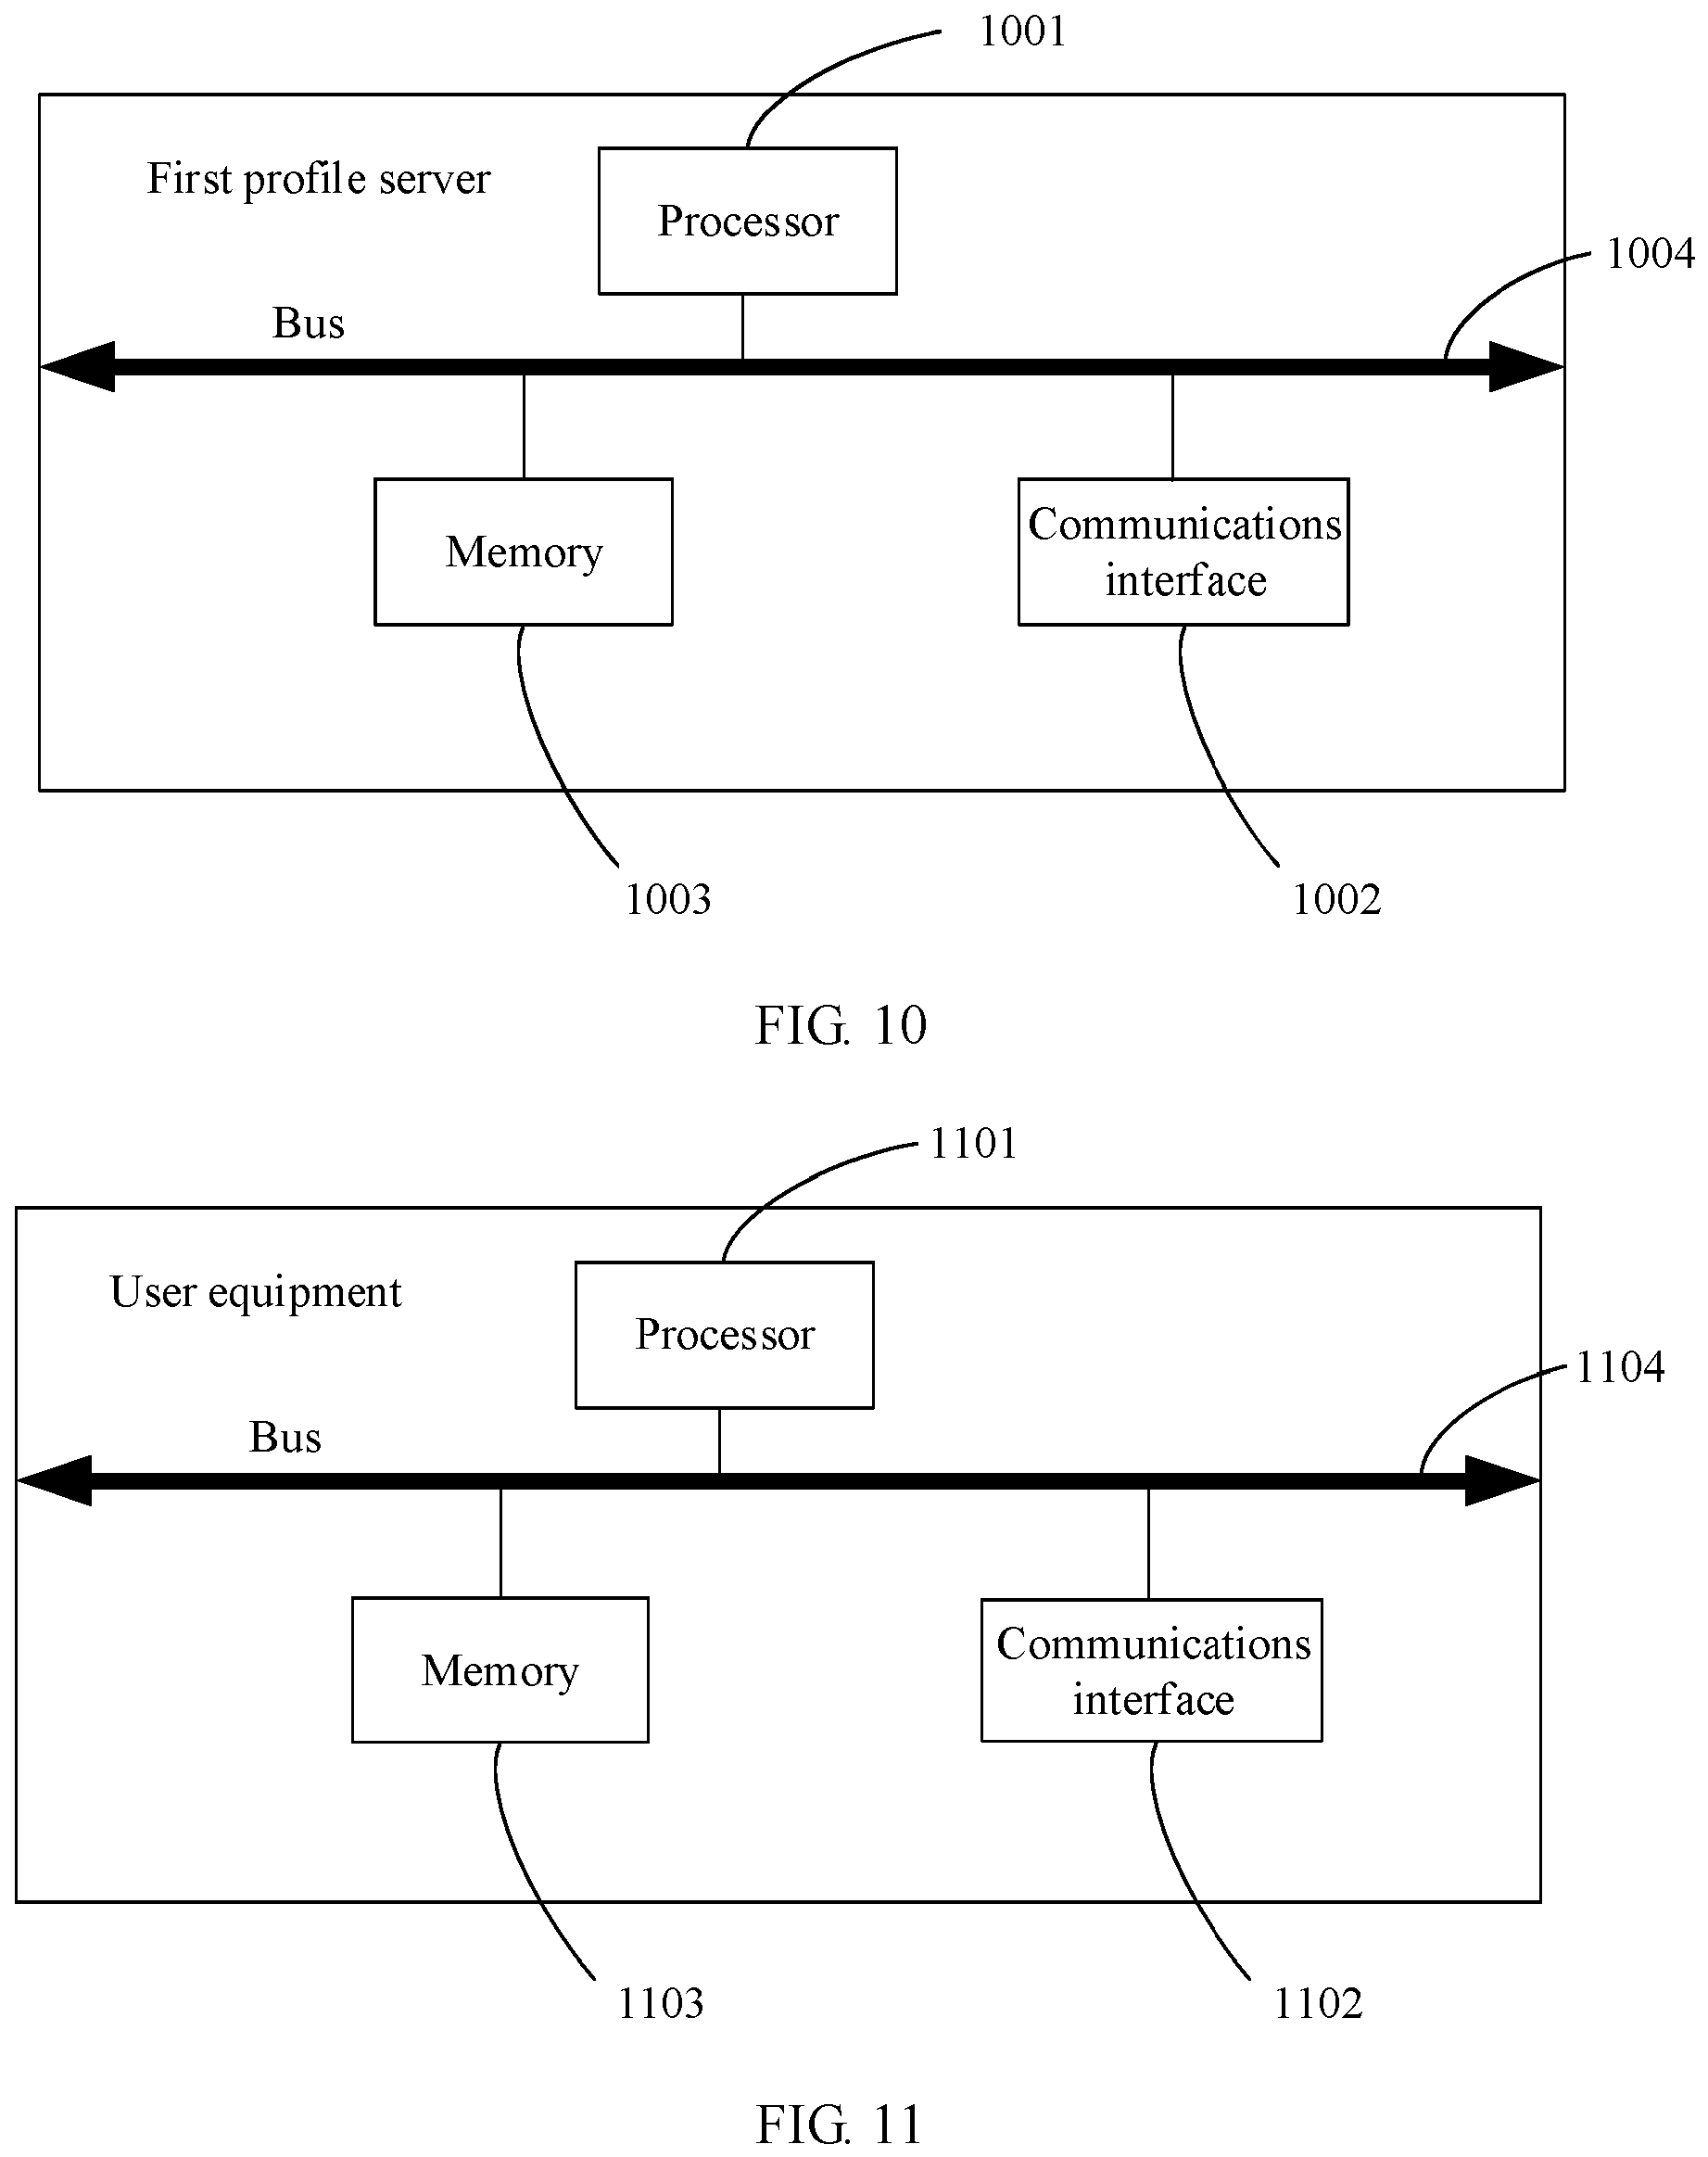 1001
First profile server
Processor
1004
Bus
Memory
Communications
interface
1003
1002
FIG. 10
1101
User equipment
Processor
1104
Bus
Memory
Communications
interface
1103
1102
FIG. 11